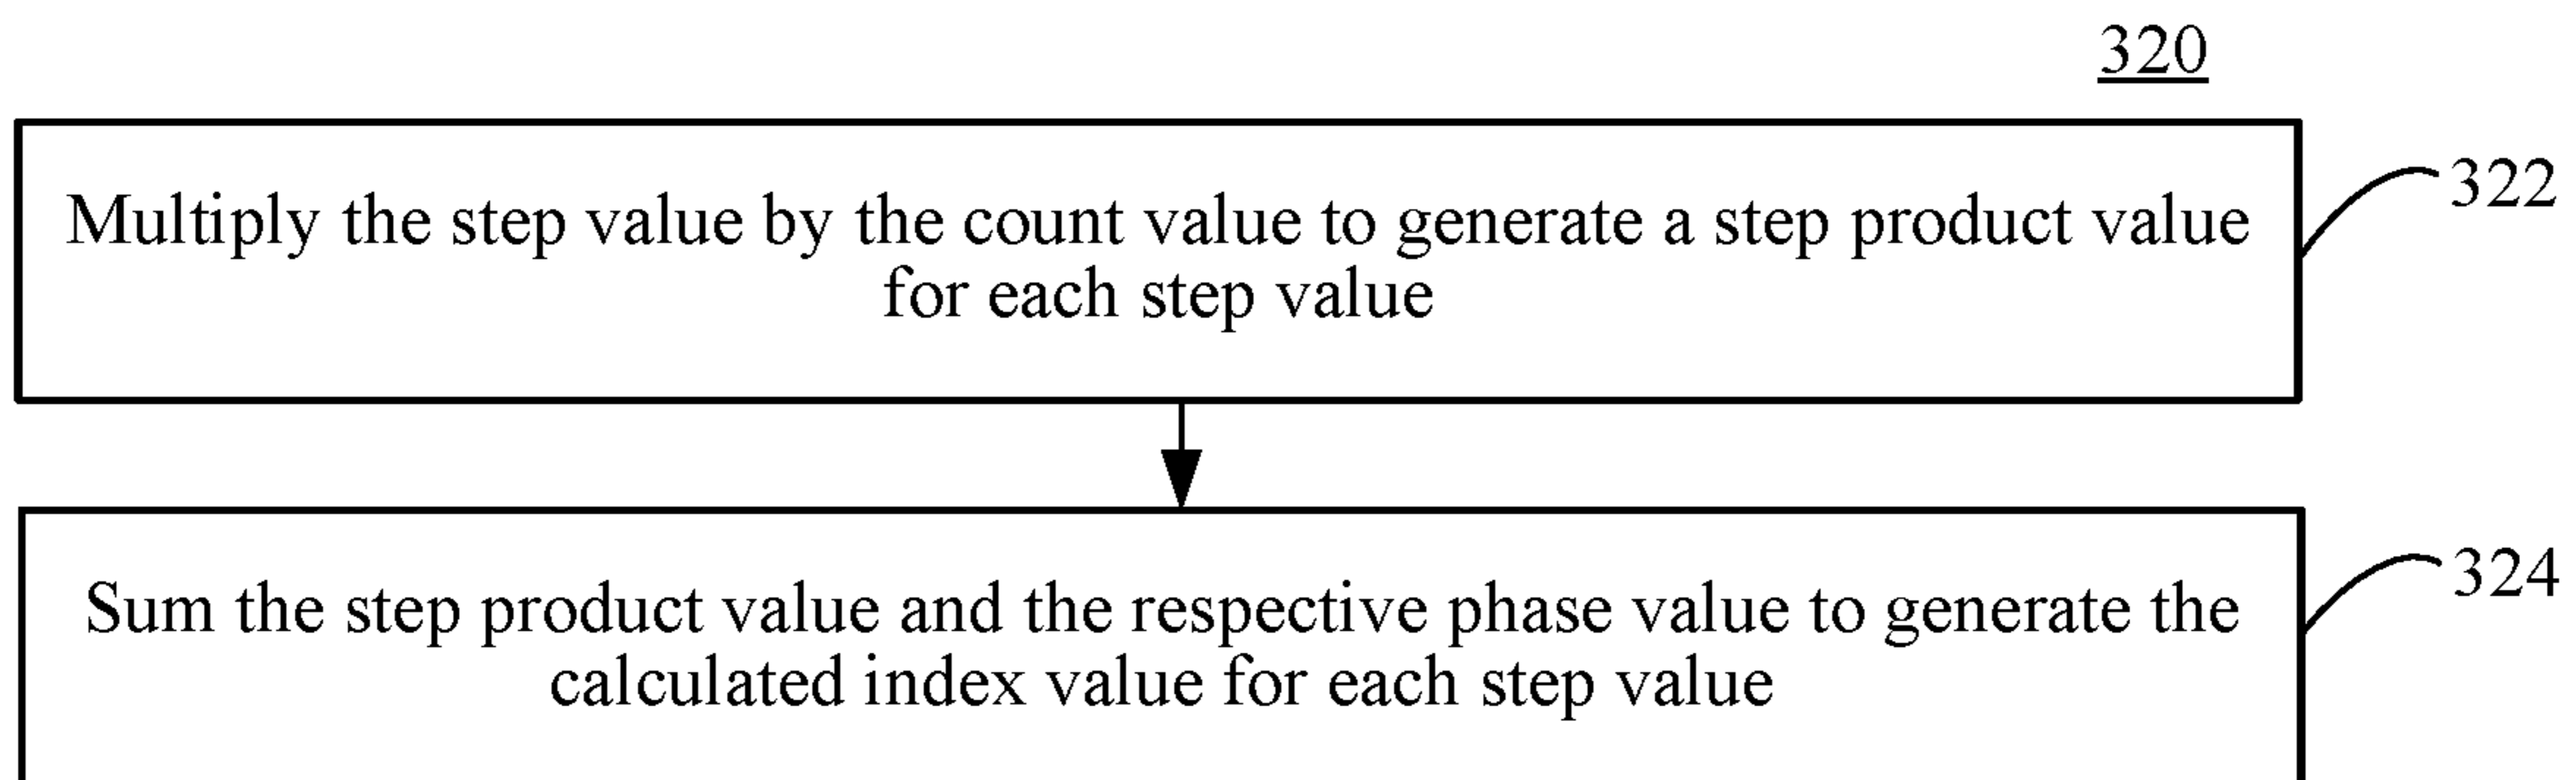 320
Multiply the step value by the count value to generate a step product value
for each step value
322
Sum the step product value and the respective phase value to generate the
calculated index value for each step value
324